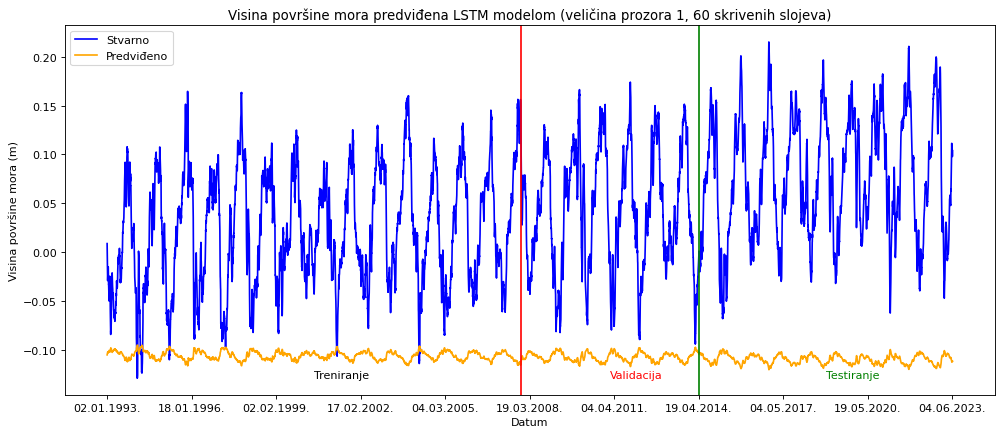 Visina površine mora predviđena LSTM modelom (veličina prozora 1, 60 skrivenih slojeva)
Stvarno
Predviđeno
Visina površine mora (m)
0.20
0.15
0.10
0.05
0.00
−0.05
−0.10
Treniranje
Validacija
Testiranje
02.01.1993.
18.01.1996.
02.02.1999.
17.02.2002.
04.03.2005.
19.03.2008.
04.04.2011.
19.04.2014.
04.05.2017.
19.05.2020.
04.06.2023.
Datum